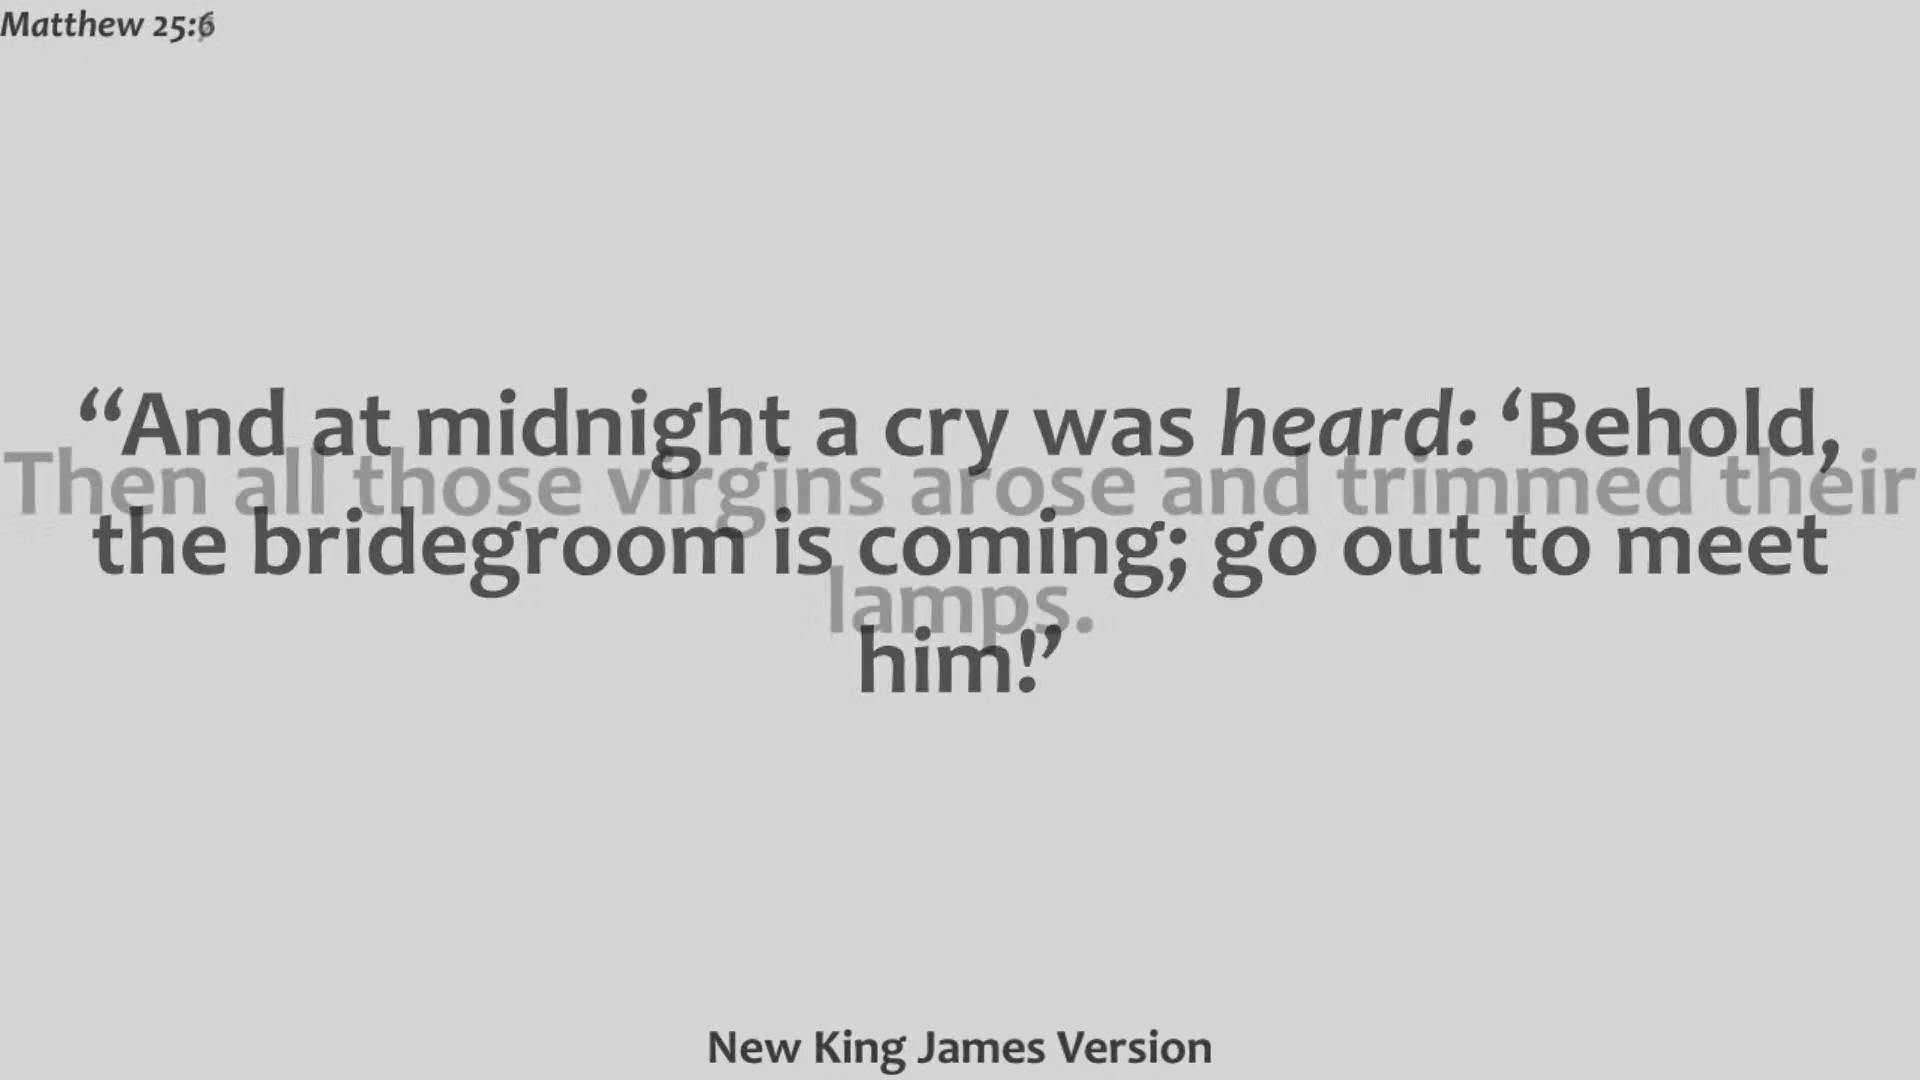 Matthew 25:6
“And at midnight a cry was heard: ‘Behold,
Then all those virgins arose and trimmed their
the bridegroom is coming; go out to meet
lamps.
him!’
New King James Version